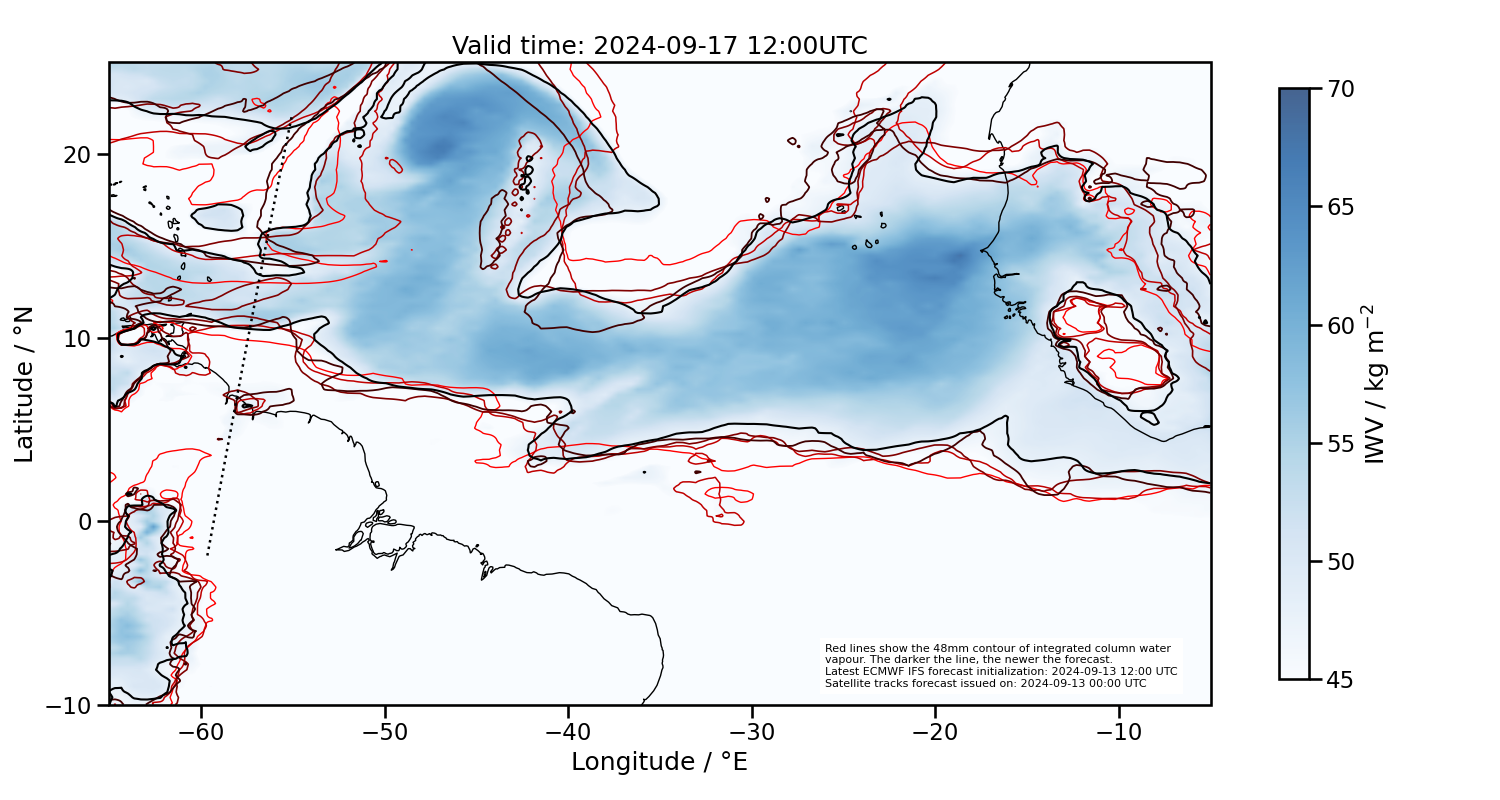 Valid time: 2024-09-17 12:00UTC
Latitude / °N
20
10
0
−10
−60
−50
−40
−30
−20
−10
Longitude / °E
Red lines show the 48mm contour of integrated column water
vapour. The darker the line, the newer the forecast.
Latest ECMWF IFS forecast initialization: 2024-09-13 12:00 UTC
Satellite tracks forecast issued on: 2024-09-13 00:00 UTC
70
65
60
55
50
45
IWV / kg m⁻²